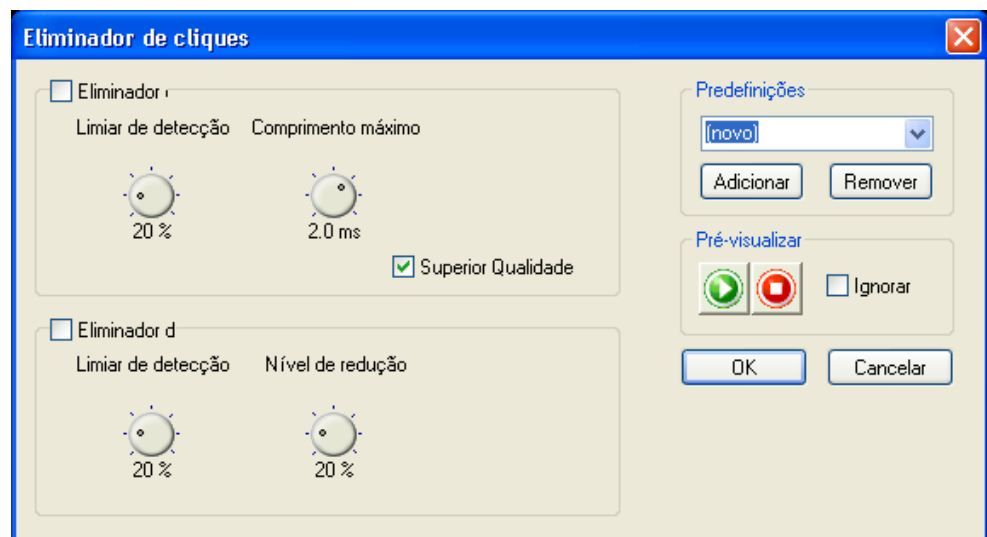 Eliminador de cliques
Eliminador
Limiar de detecção Comprimento máximo
20 % 2.0 ms
Superior Qualidade
Eliminador d
Limiar de detecção Nível de redução
20 % 20 %
Predefinições
(novo)
Adicionar Remover
Pré-visualizar
Ignorar
OK Cancelar